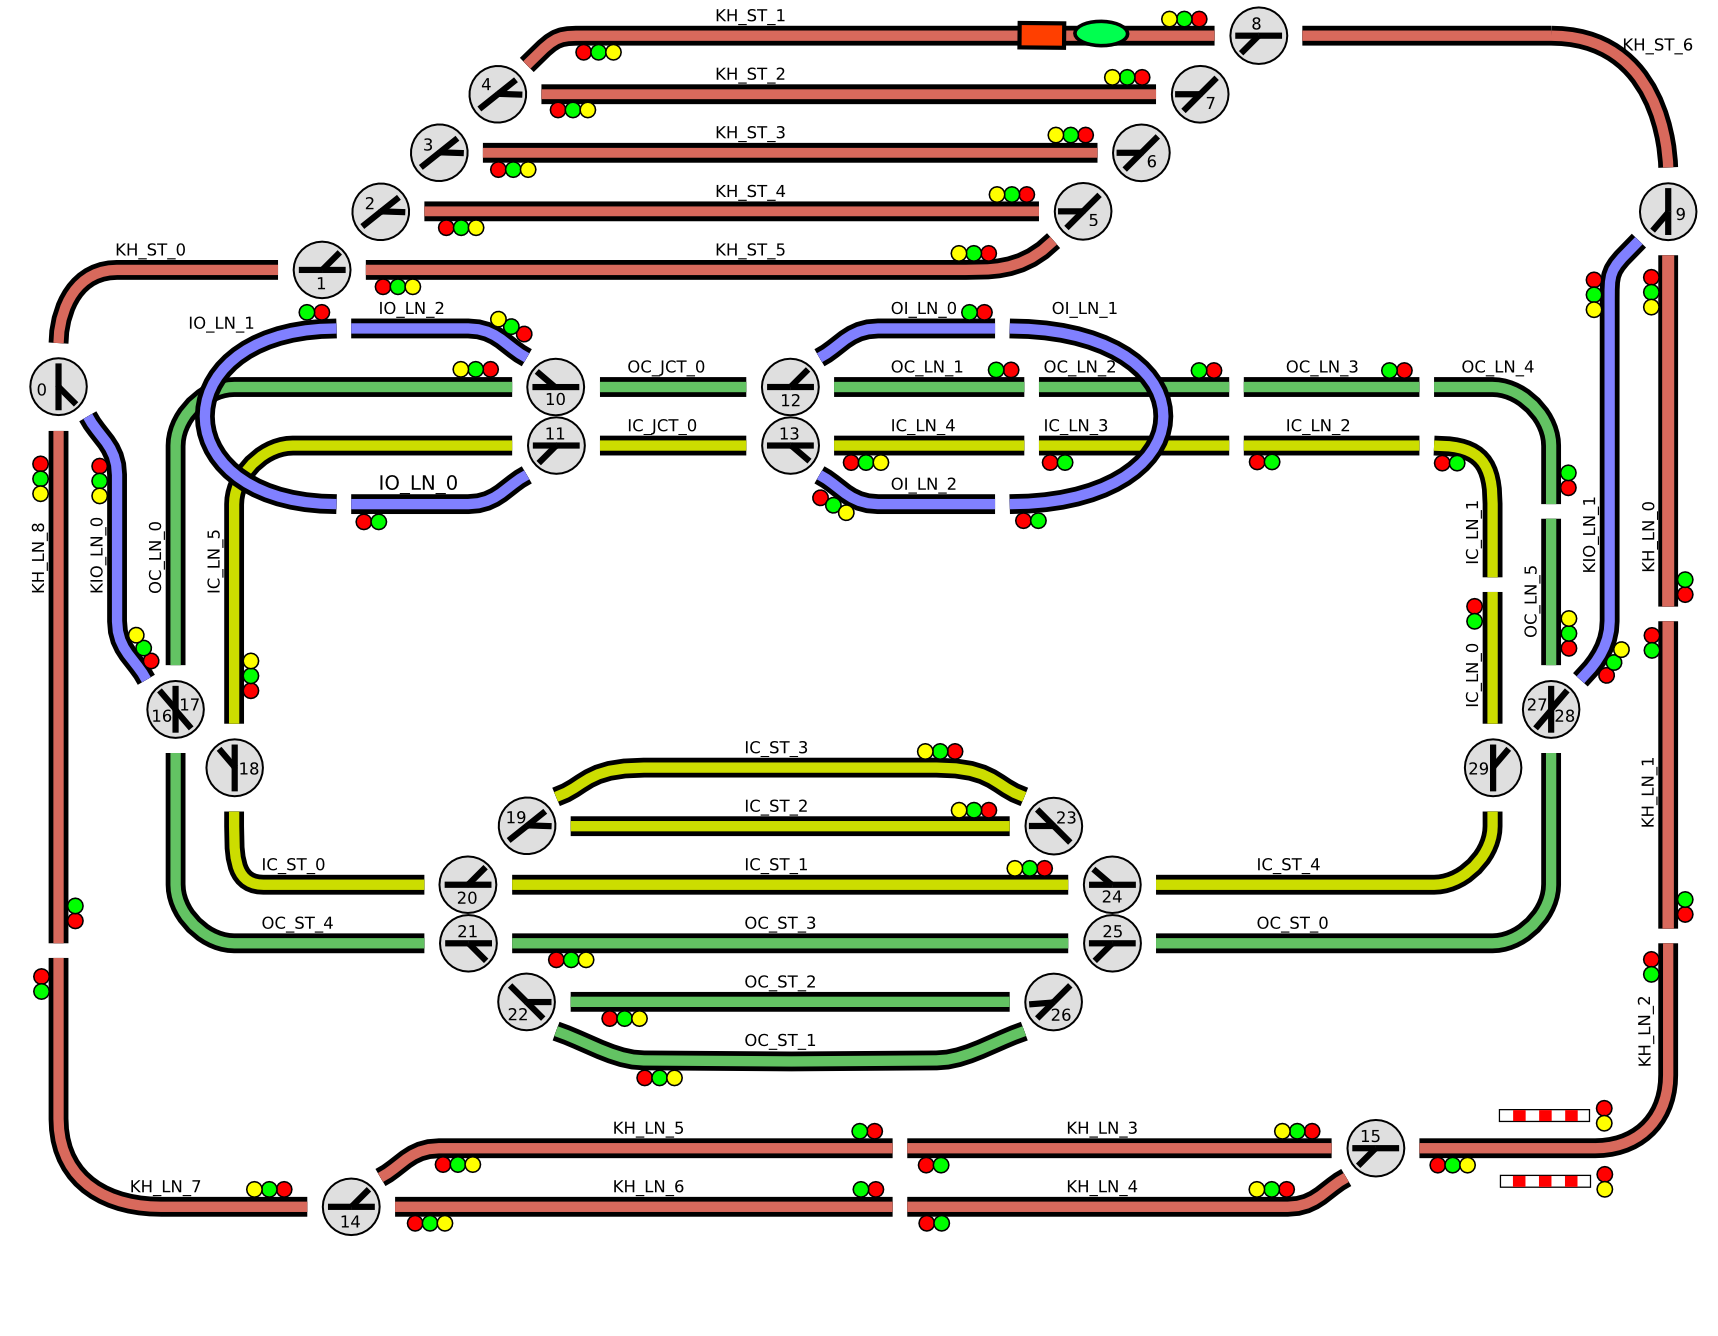 KH_ST_1
8
KH_ST_6
KH_ST_2
4
7
KH_ST_3
3
6
KH_ST_4
2
5
9
KH_ST_0
KH_ST_5
1
IO_LN_1
IO_LN_2
OI_LN_0
OI_LN_1
0
OC_JCT_0
OC_LN_1
OC_LN_2
OC_LN_3
OC_LN_4
10
12
IC_JCT_0
IC_LN_4
IC_LN_3
IC_LN_2
11
13
IO_LN_0
OI_LN_2
KH_LN_8
KIO_LN_0
OC_LN_0
IC_LN_5
IC_LN_1
KIO_LN_1
KH_LN_0
OC_LN_5
IC_LN_0
16
17
27
28
18
29
IC_ST_3
KH_LN_1
IC_ST_2
19
23
IC_ST_0
IC_ST_1
IC_ST_4
20
24
OC_ST_4
OC_ST_3
OC_ST_0
21
25
OC_ST_2
22
26
KH_LN_2
OC_ST_1
KH_LN_5
KH_LN_3
15
KH_LN_7
KH_LN_6
KH_LN_4
14